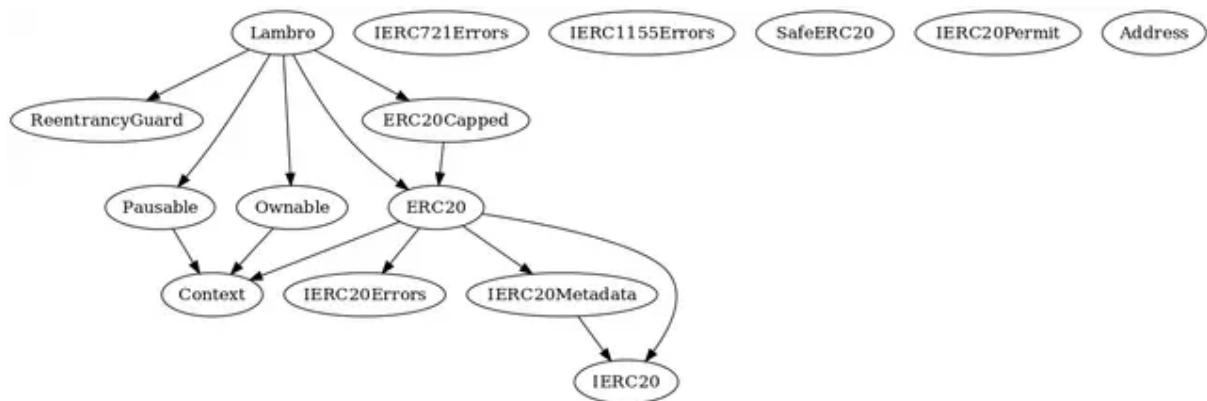 Lambro
IERC721Errors
IERC1155Errors
SafeERC20
IERC20Permit
Address
ReentrancyGuard
ERC20Capped
Pausable
Ownable
ERC20
Context
IERC20Errors
IERC20Metadata
IERC20